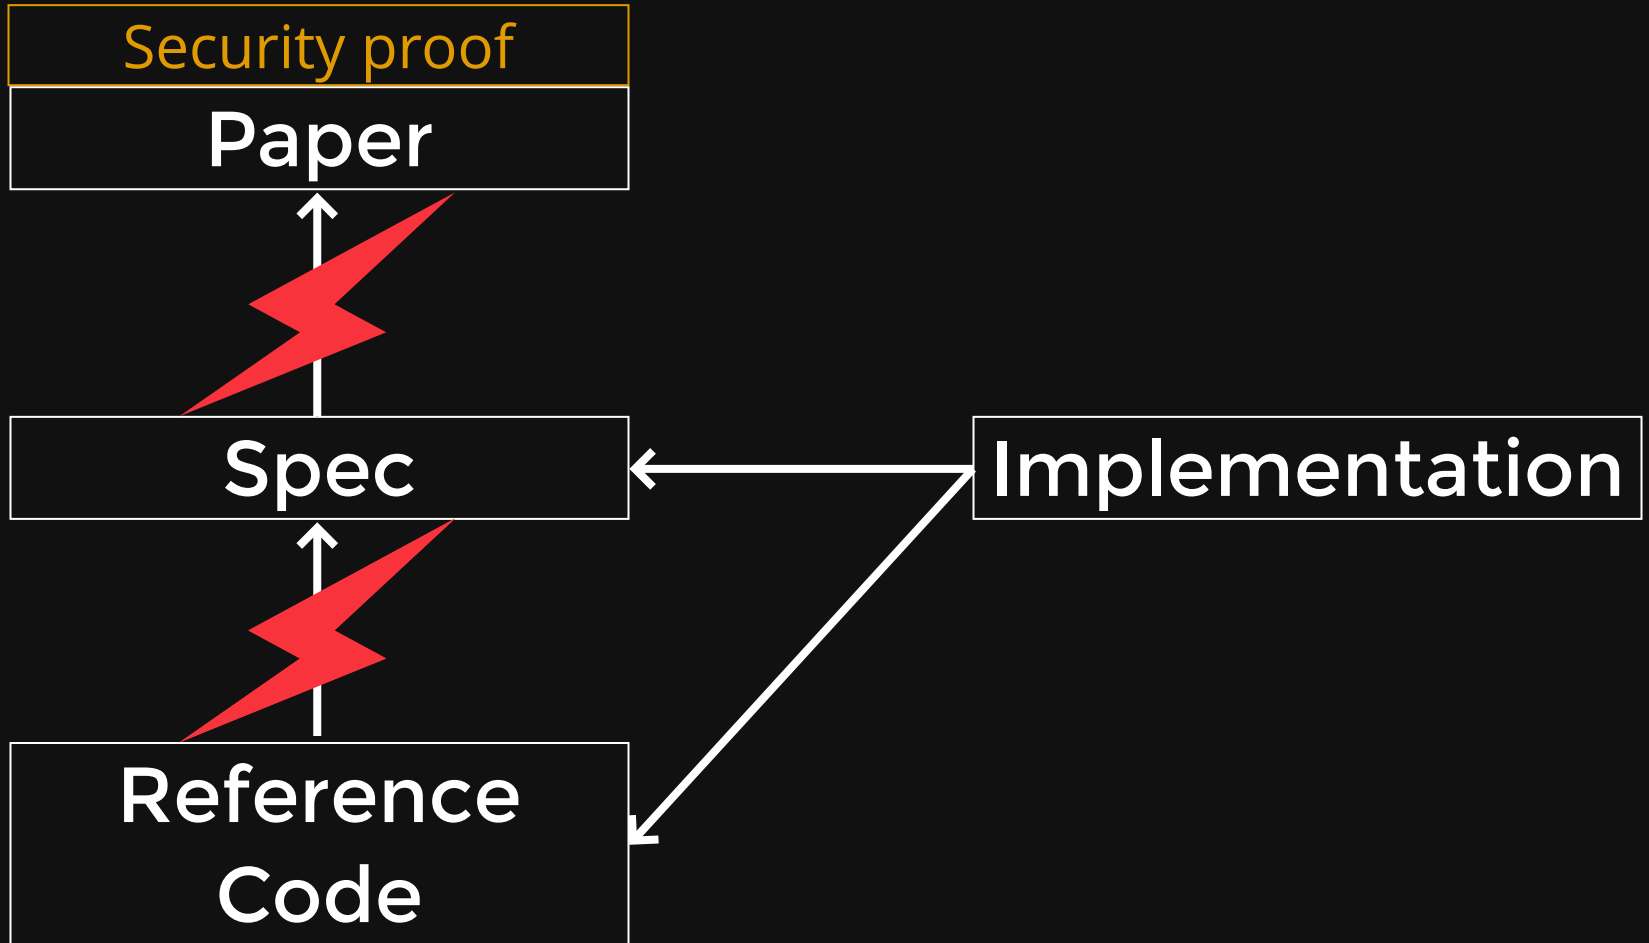 Security proof
Paper
Spec
Implementation
Reference
Code